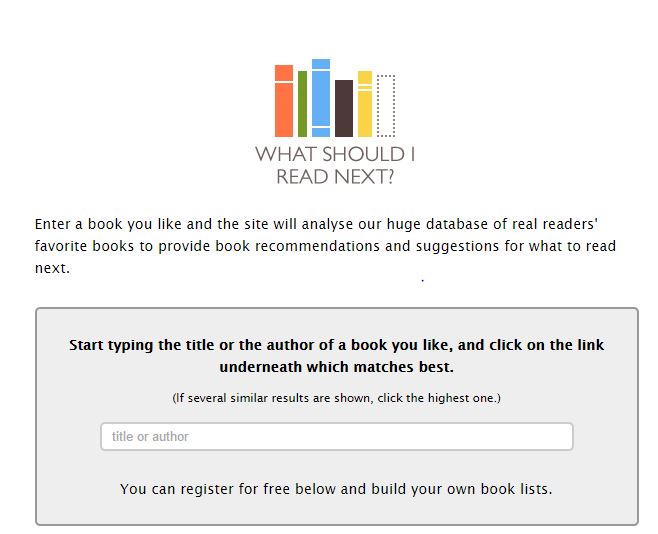 WHAT SHOULD I
READ NEXT?
Enter a book you like and the site will analyse our huge database of real readers'
favorite books to provide book recommendations and suggestions for what to read
next.
Start typing the title or the author of a book you like, and click on the link
underneath which matches best.
(If several similar results are shown, click the highest one.)
title or author
You can register for free below and build your own book lists.